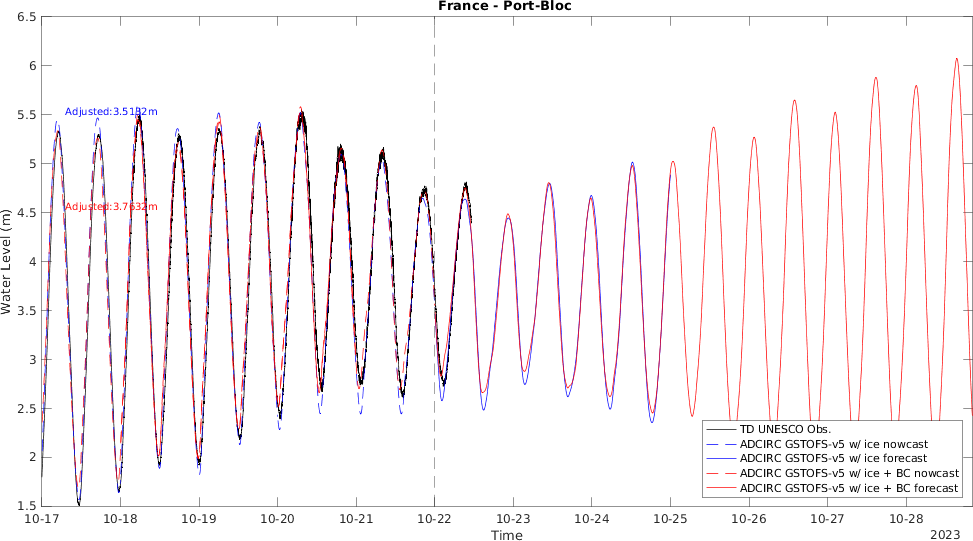 France - Port-Bloc
6.5
6
5.5
5
4.5
4
3.5
3
2.5
2
1.5
Water Level (m)
Adjusted:3.5182m
Adjusted:3.7632m
TD UNESCO Obs.
ADCIRC GSTOFS-v5 w/ ice nowcast
ADCIRC GSTOFS-v5 w/ ice forecast
ADCIRC GSTOFS-v5 w/ ice + BC nowcast
ADCIRC GSTOFS-v5 w/ ice + BC forecast
10-17 10-18 10-19 10-20 10-21 10-22 10-23 10-24 10-25 10-26 10-27 10-28
Time
2023